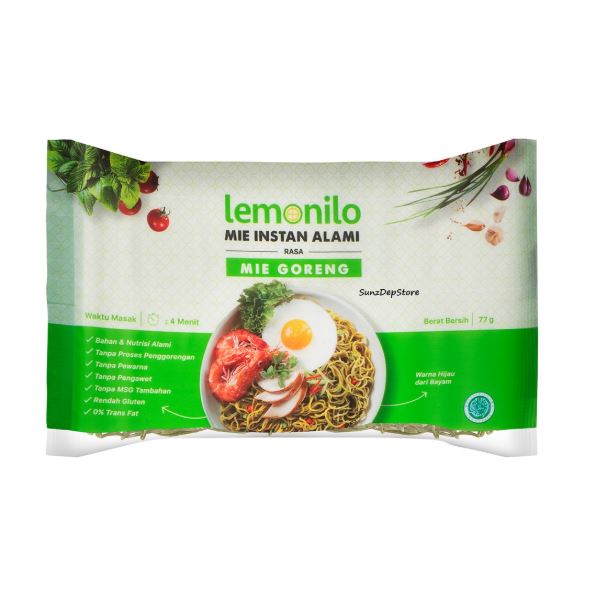 lemonilo
MIE INSTAN ALAMI
RASA
MIE GORENG
SunzDepStore
Waktu Masak : 4 Menit
Berat Bersih 77 g
✓ Bahan & Nutrisi Alami
✓ Tanpa Proses Penggorengan
✓ Tanpa Pewarna
✓ Tanpa Pengawet
✓ Tanpa MSG Tambahan
✓ Rendah Gluten
✓ 0% Trans Fat
Warna Hijau
dari Bayam